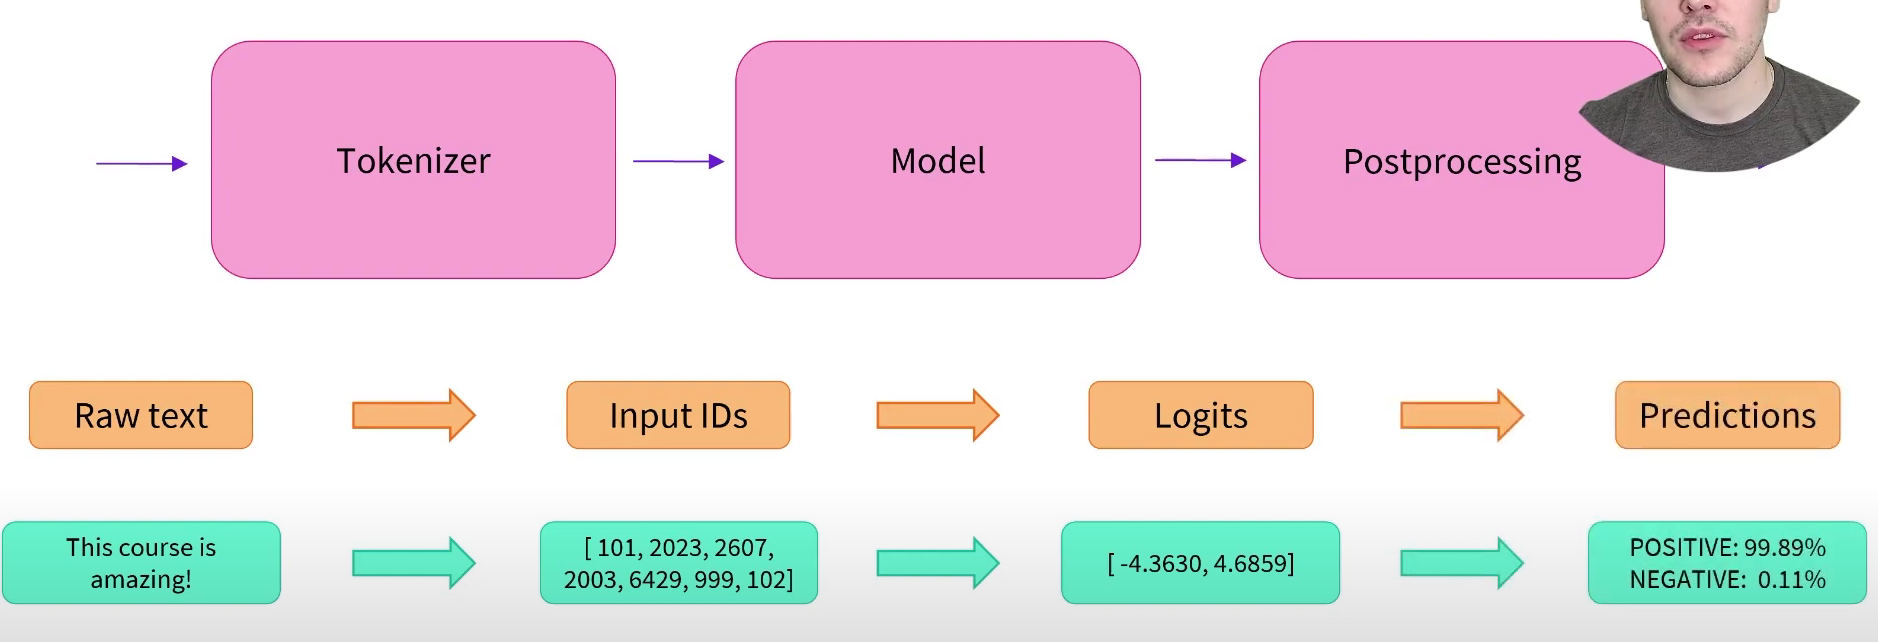 Tokenizer
Model
Postprocessing
Raw text
Input IDs
Logits
Predictions
This course is
amazing!
[ 101, 2023, 2607,
2003, 6429, 999, 102]
[ -4.3630, 4.6859]
POSITIVE: 99.89%
NEGATIVE: 0.11%